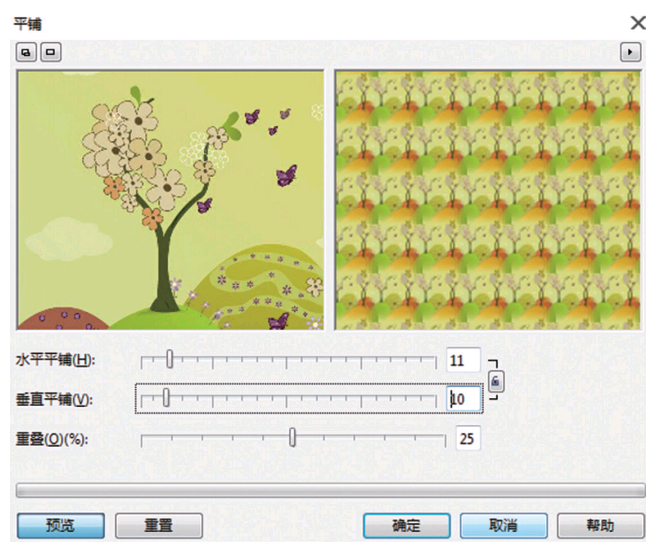 平铺
水平平铺(H): 11
垂直平铺(V): 10
重叠(O)(%): 25
预览 重置 确定 取消 帮助